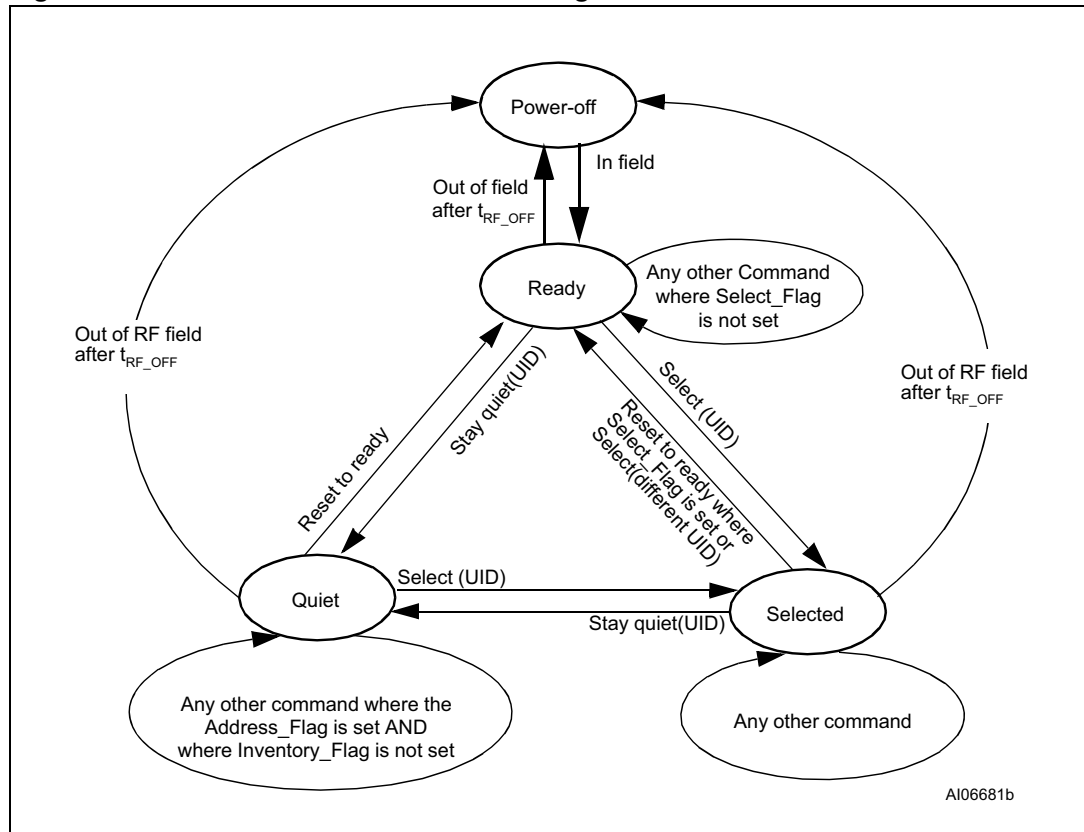 Power-off
In field
Out of field
after tRF_OFF
Ready
Any other Command
where Select_Flag
is not set
Out of RF field
after tRF_OFF
Out of RF field
after tRF_OFF
Reset to ready
Stay quiet(UID)
Select (UID)
Reset to ready where
Select_Flag is set or
Select(different UID)
Quiet
Select (UID)
Stay quiet(UID)
Selected
Any other command where the
Address_Flag is set AND
where Inventory_Flag is not set
Any other command
AI06681b